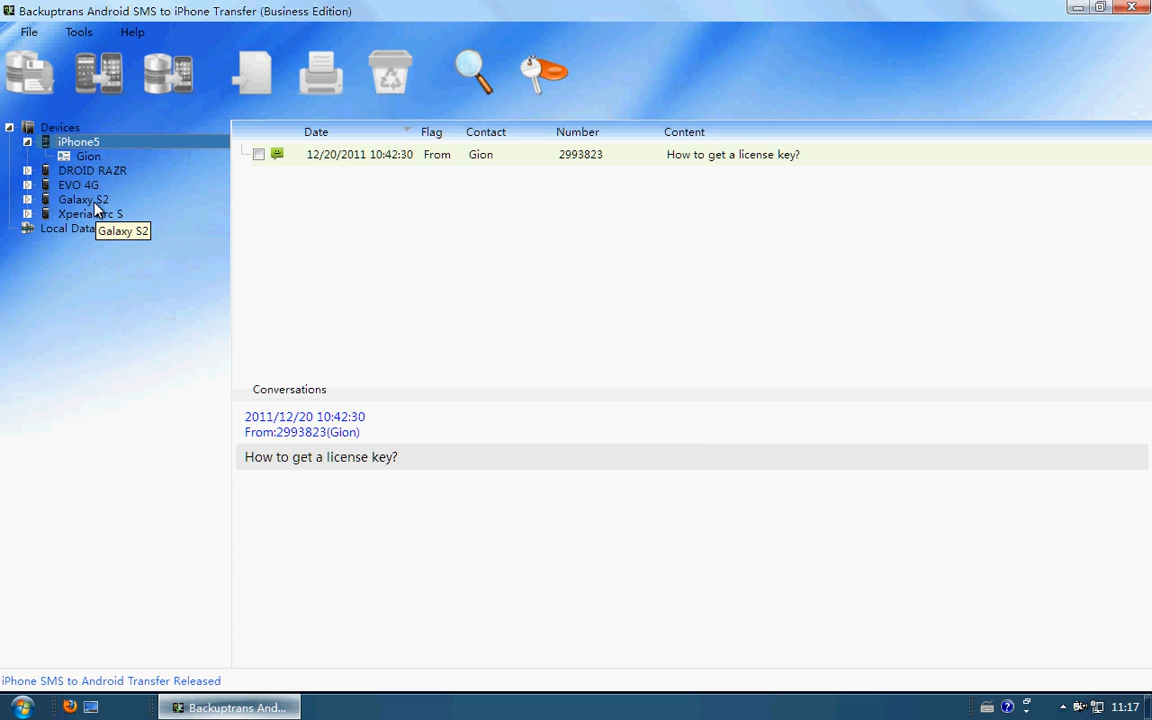 Backuptrans Android SMS to iPhone Transfer (Business Edition)
File Tools Help
Devices
iPhone5
Gion
DROID RAZR
EVO 4G
Galaxy S2
Xperia rc S
Local Data
Galaxy S2
Date Flag Contact Number Content
12/20/2011 10:42:30 From Gion 2993823 How to get a license key?
Conversations
2011/12/20 10:42:30
From:2993823(Gion)
How to get a license key?
iPhone SMS to Android Transfer Released
Backuptrans And...
11:17